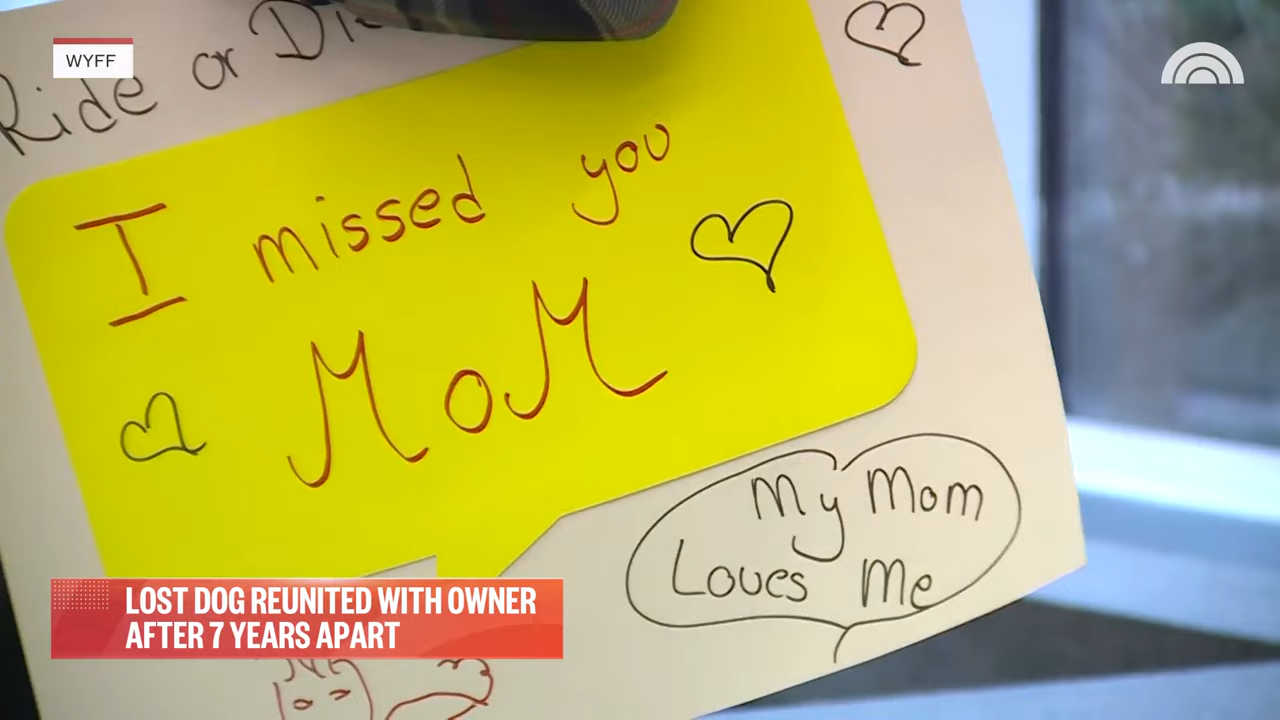 WYFF
Ride or Die
I missed you
MoM
My Mom
Loves Me
LOST DOG REUNITED WITH OWNER
AFTER 7 YEARS APART